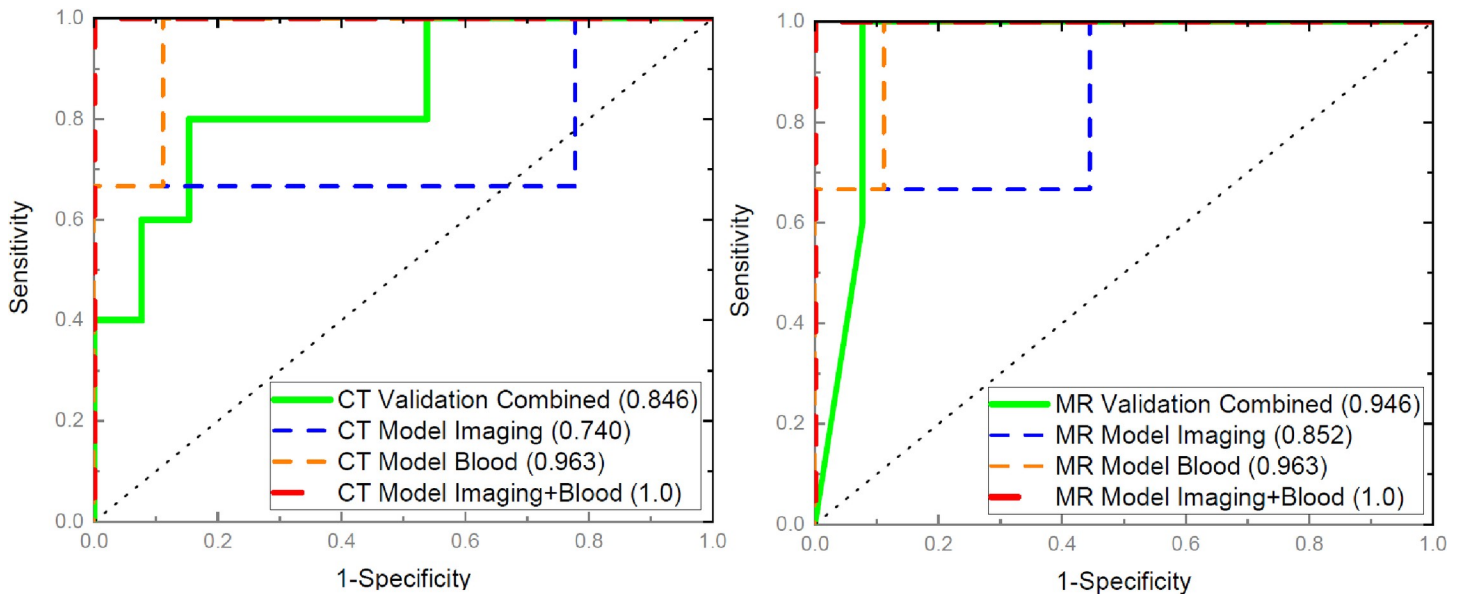 1.0
0.8
0.6
0.4
0.2
0.0
Sensitivity
CT Validation Combined (0.846)
CT Model Imaging (0.740)
CT Model Blood (0.963)
CT Model Imaging+Blood (1.0)
0.0 0.2 0.4 0.6 0.8 1.0
1-Specificity
1.0
0.8
0.6
0.4
0.2
0.0
Sensitivity
MR Validation Combined (0.946)
MR Model Imaging (0.852)
MR Model Blood (0.963)
MR Model Imaging+Blood (1.0)
0.0 0.2 0.4 0.6 0.8 1.0
1-Specificity